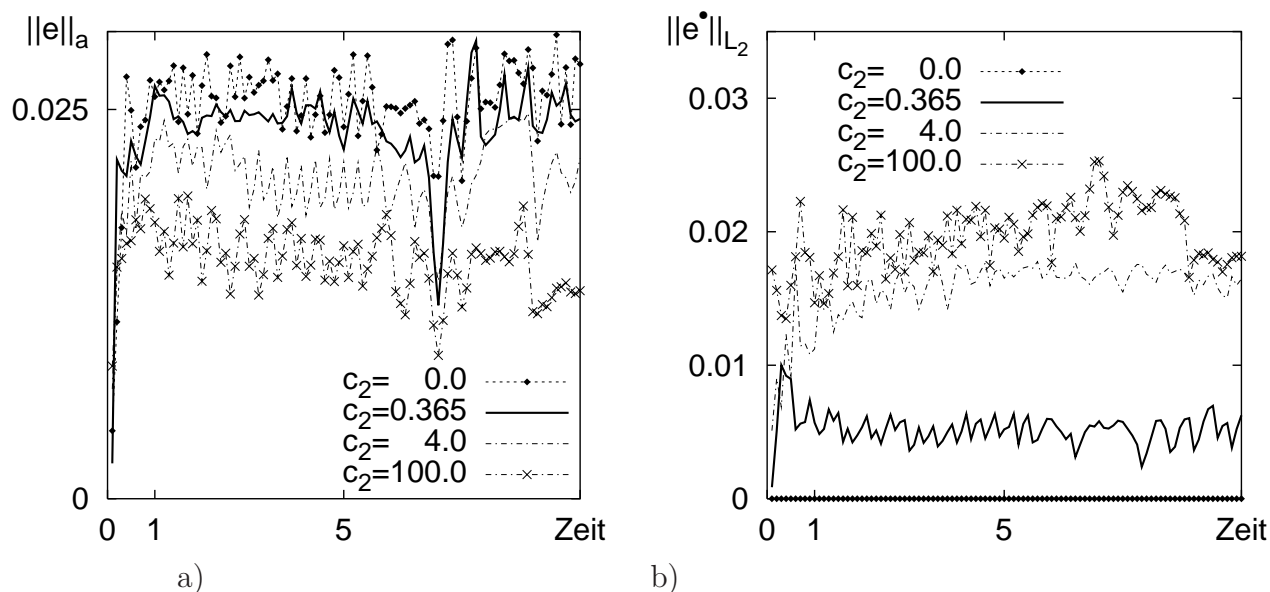 ||e||a
0.025
0
0 1 5 Zeit
c2= 0.0
c2=0.365
c2= 4.0
c2=100.0
a)
||e•||L2
0.03
0.02
0.01
0
0 1 5 Zeit
c2= 0.0
c2=0.365
c2= 4.0
c2=100.0
b)